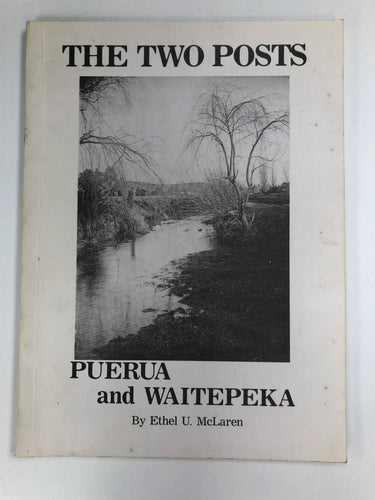 THE TWO POSTS
PUERUA
and WAITEPEKA
By Ethel U. McLaren